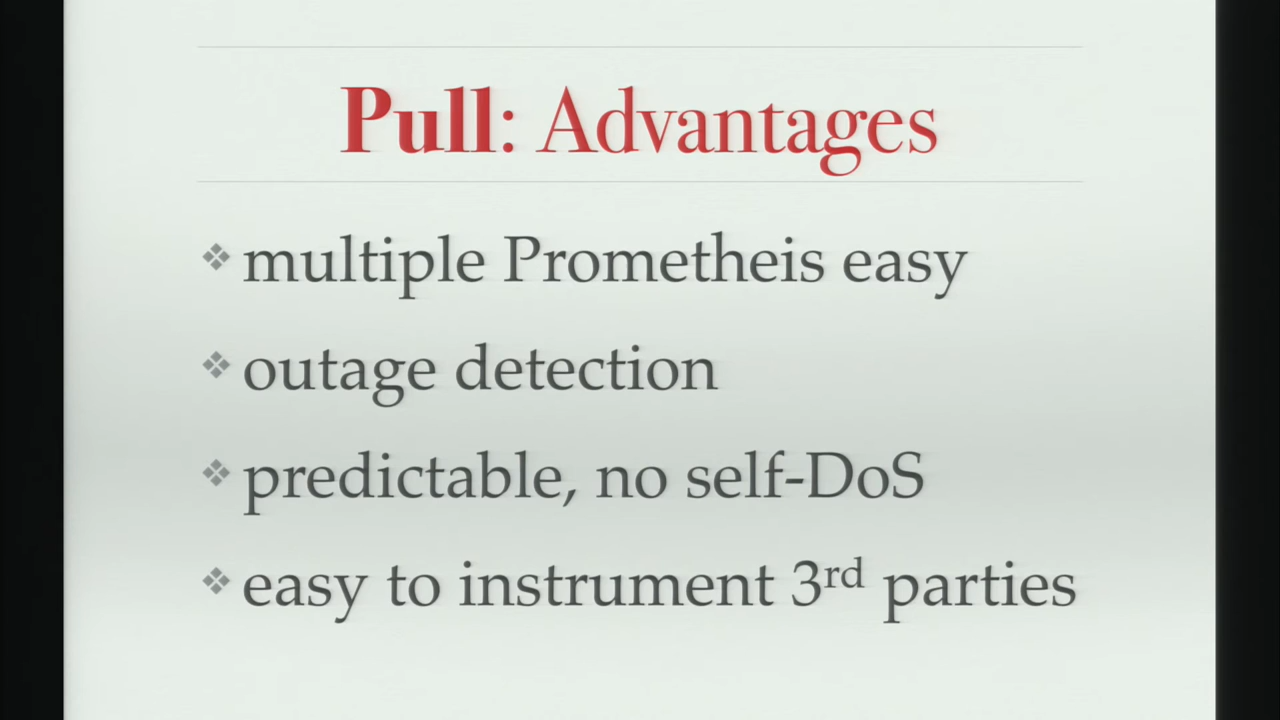 Pull: Advantages
❖ multiple Prometheis easy
❖ outage detection
❖ predictable, no self-DoS
❖ easy to instrument 3rd parties